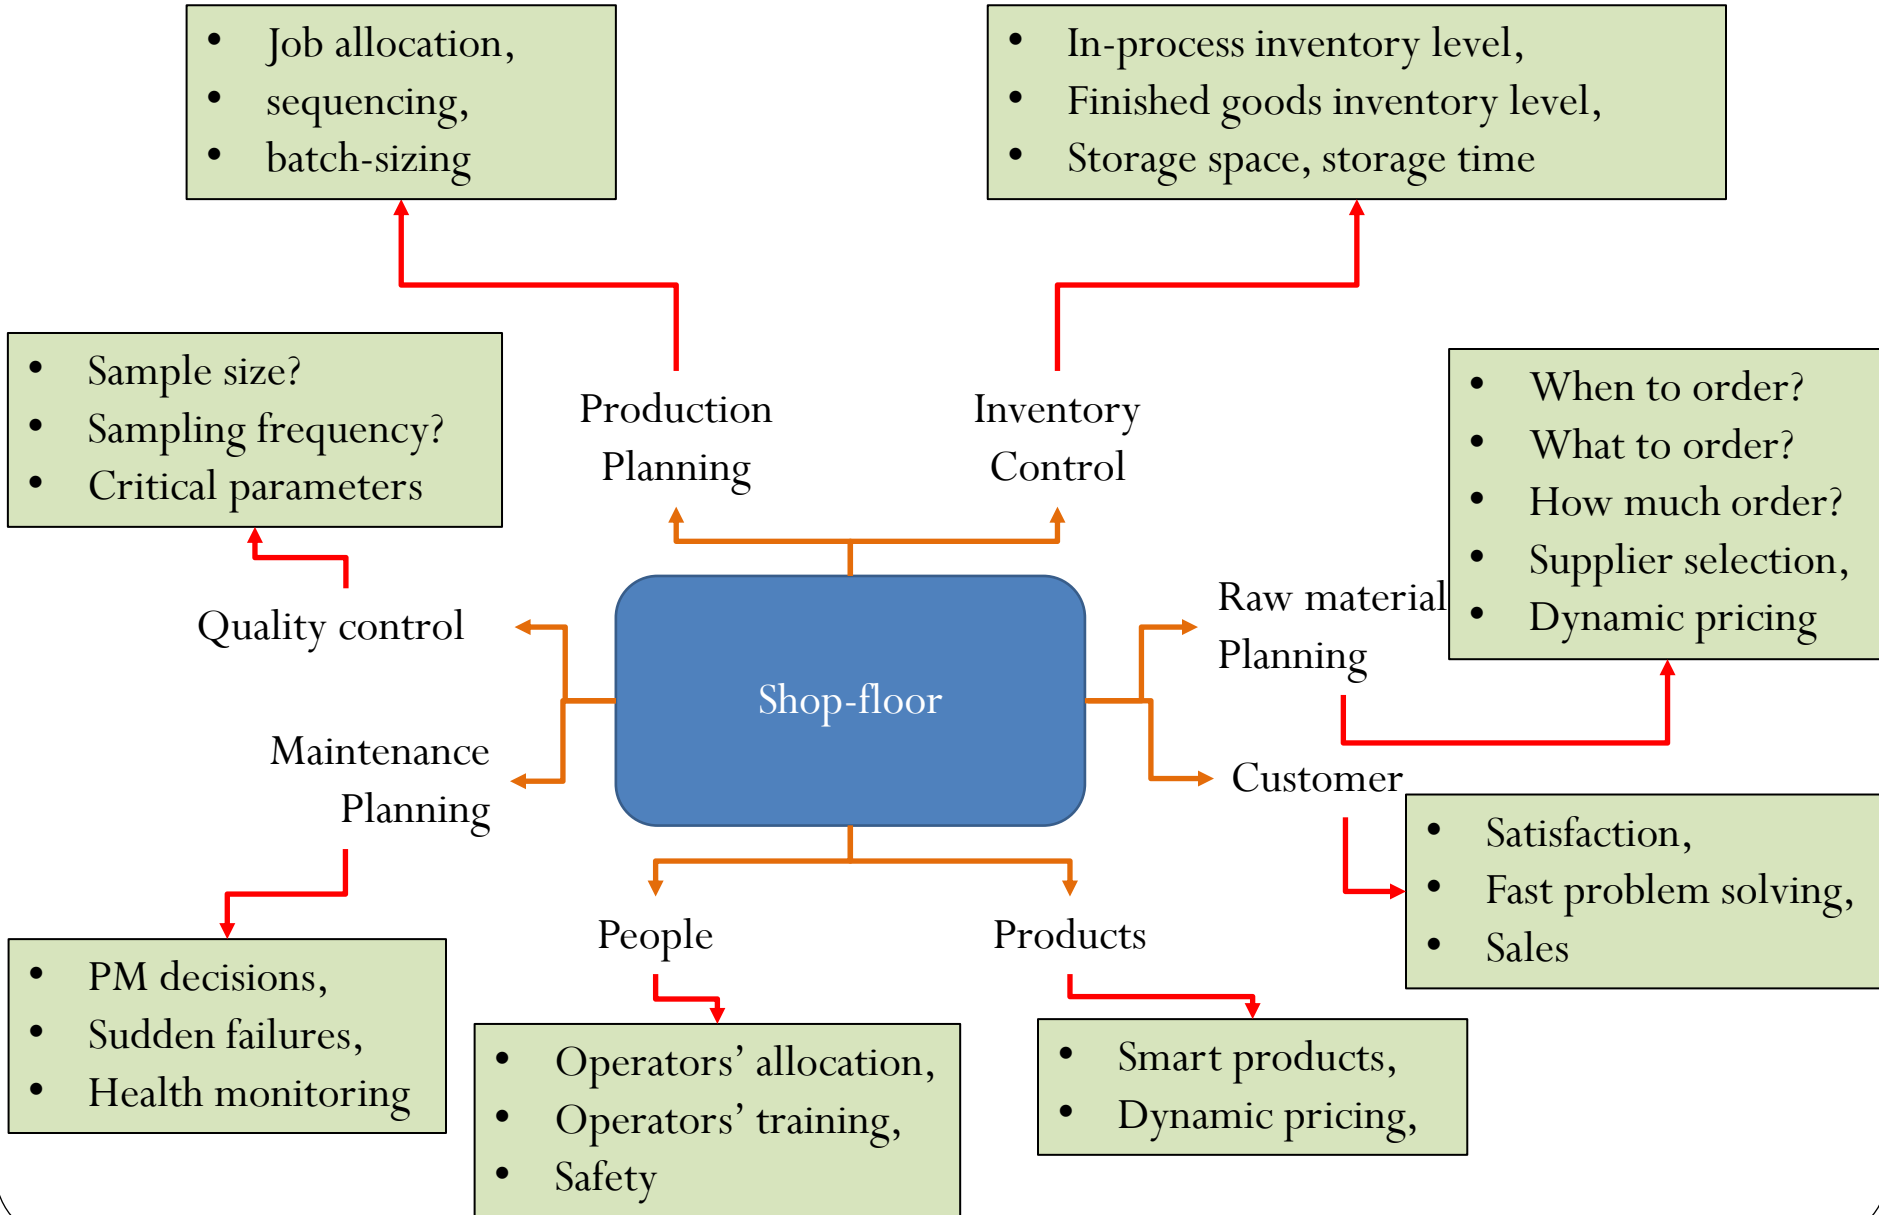 • Job allocation,
• sequencing,
• batch-sizing
• In-process inventory level,
• Finished goods inventory level,
• Storage space, storage time
• Sample size?
• Sampling frequency?
• Critical parameters
Production
Planning
Inventory
Control
• When to order?
• What to order?
• How much order?
• Supplier selection,
• Dynamic pricing
Quality control
Raw material
Planning
Shop-floor
Maintenance
Planning
Customer
• Satisfaction,
• Fast problem solving,
• Sales
People
Products
• PM decisions,
• Sudden failures,
• Health monitoring
• Operators’ allocation,
• Operators’ training,
• Safety
• Smart products,
• Dynamic pricing,